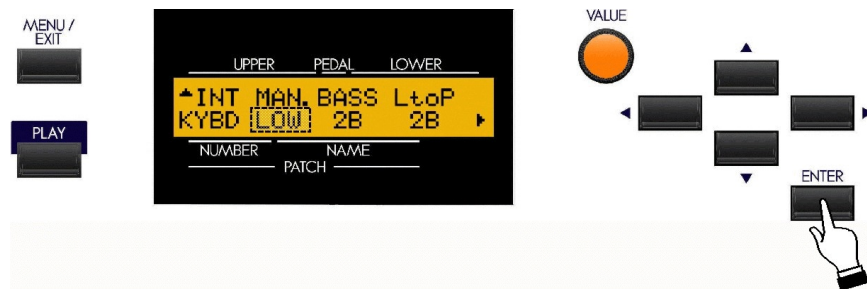 MENU /
EXIT
PLAY
UPPER PEDAL LOWER
INT MAN. BASS LtoP
KYBD LOW 2B 2B
NUMBER NAME
PATCH
VALUE
ENTER